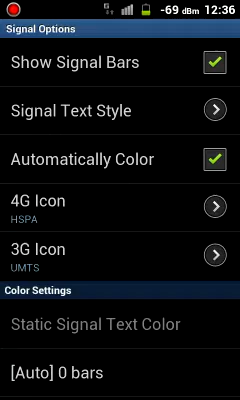 -69 dBm 12:36
Signal Options
Show Signal Bars
Signal Text Style
Automatically Color
4G Icon
HSPA
3G Icon
UMTS
Color Settings
Static Signal Text Color
[Auto] 0 bars